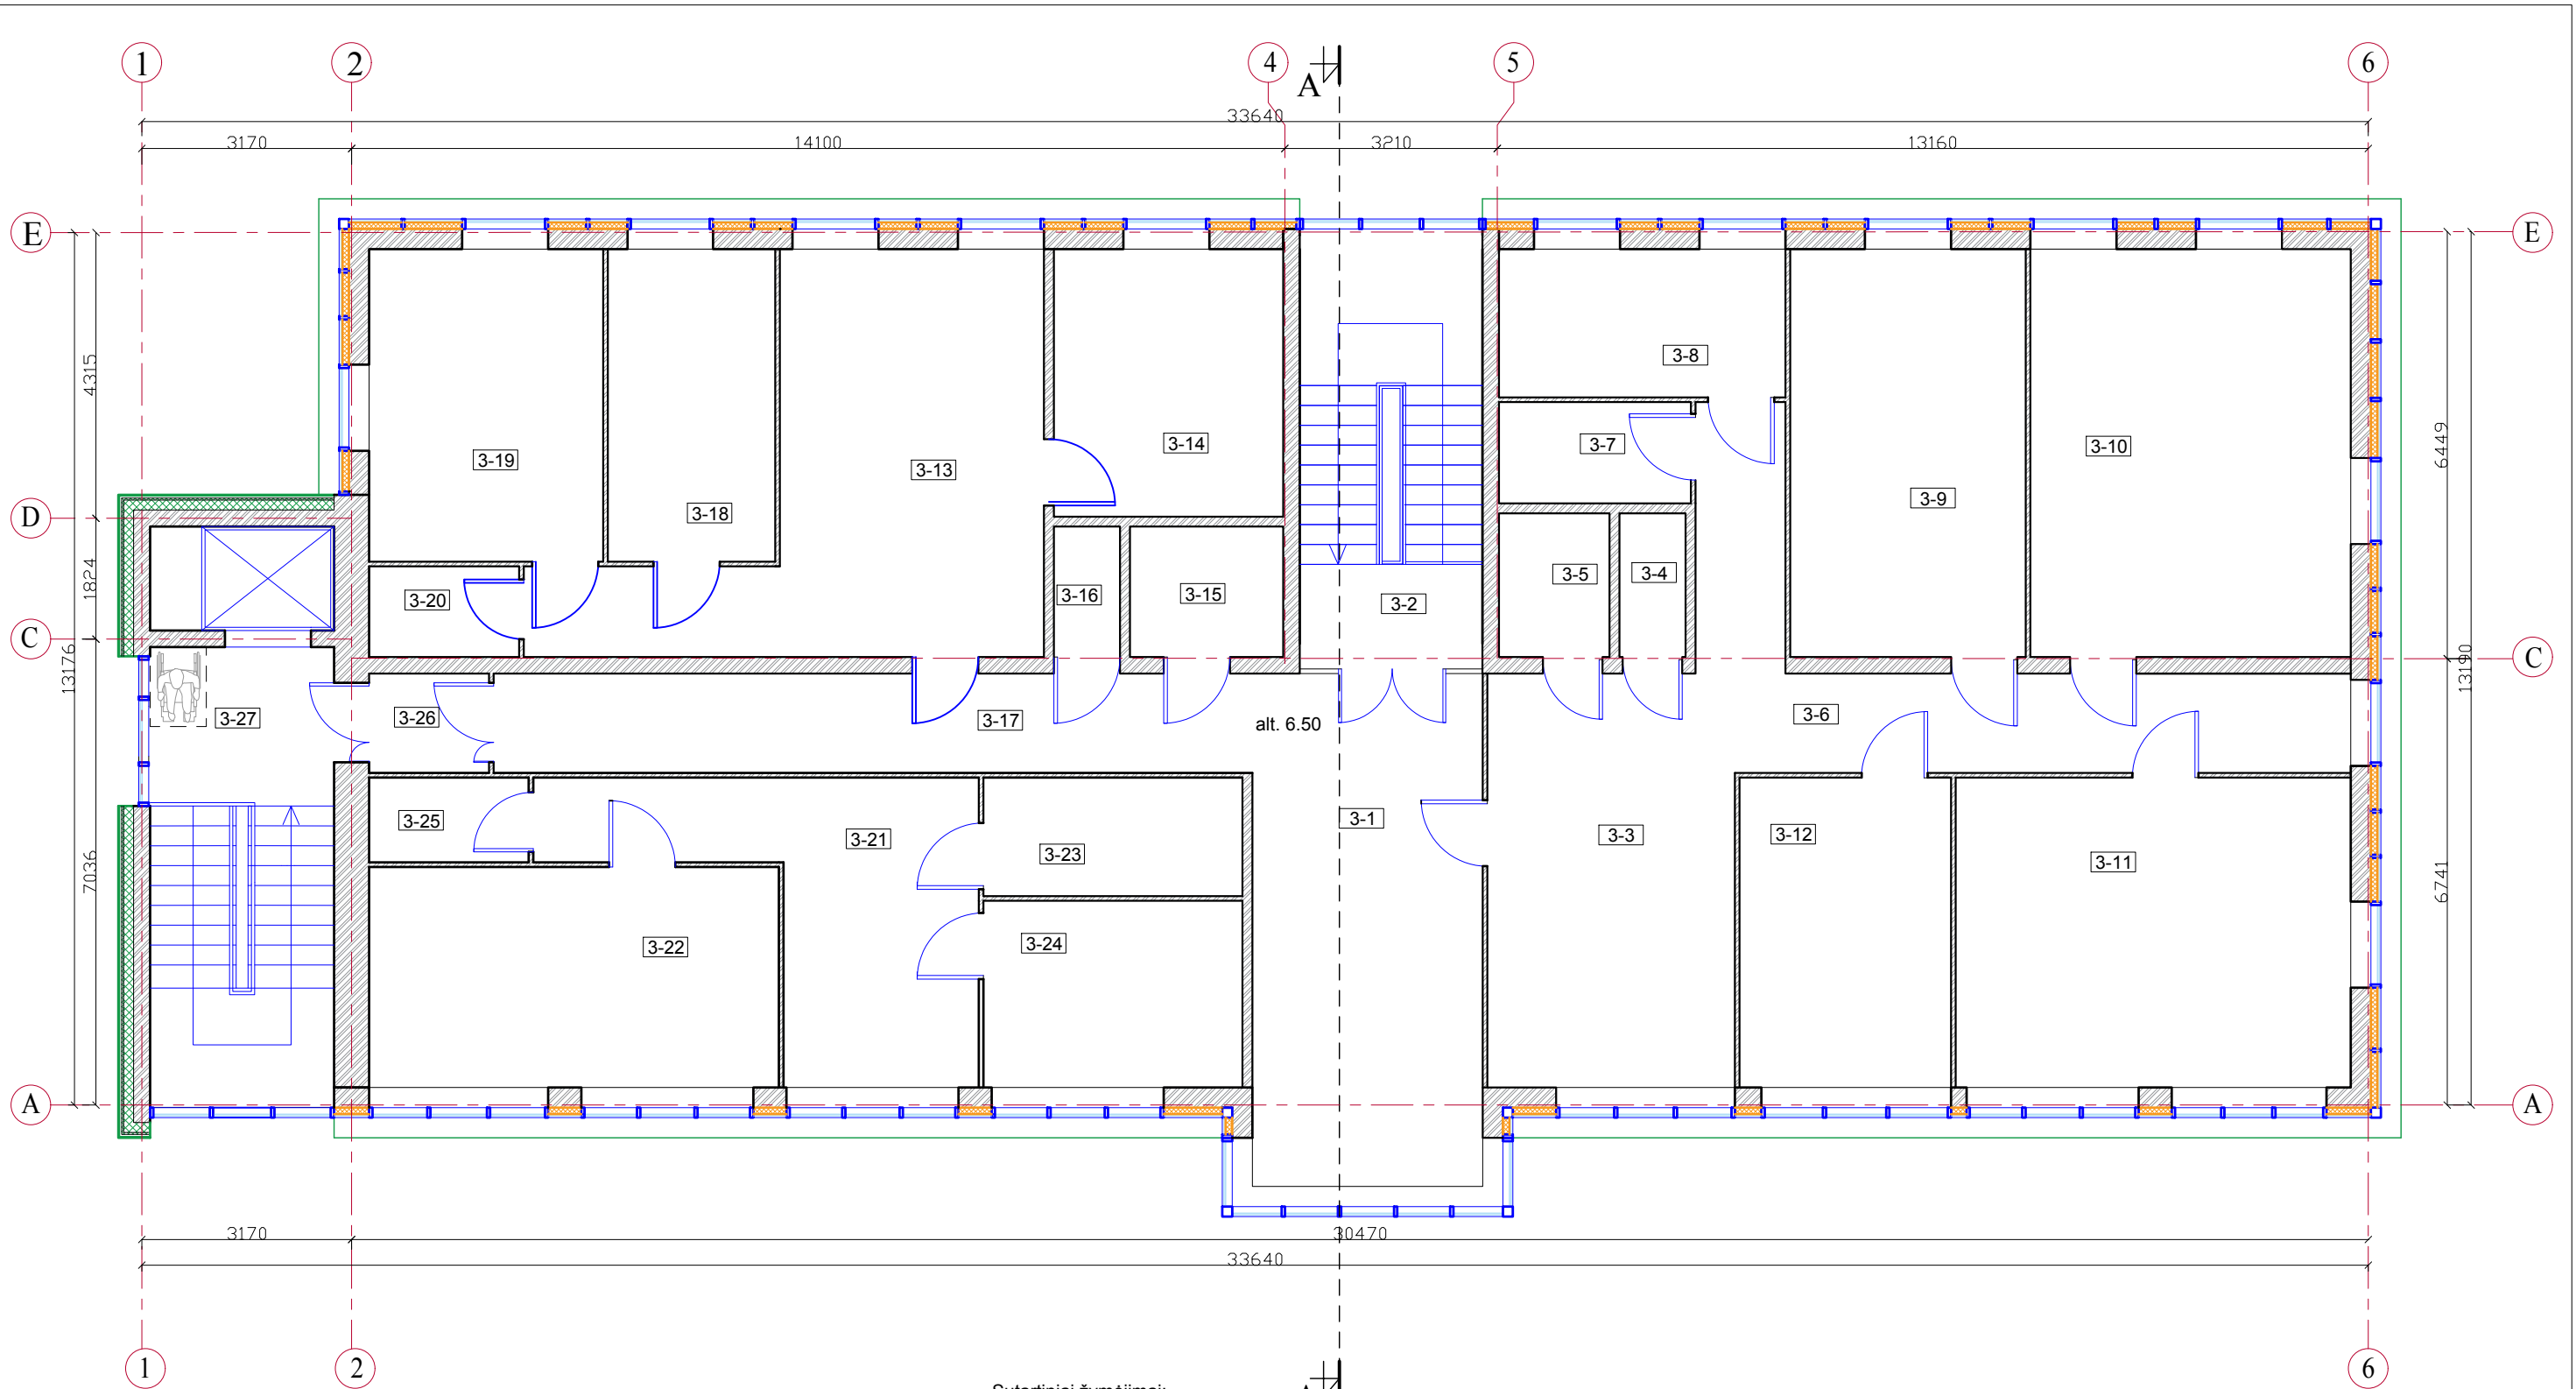 1 2 4 A 5 6
33640
3170 14100 3210 13160
E E
3-8
4315 3-19 3-14 3-7 3-10 6449
3-13 3-9
D 3-18
1824 3-20 3-16 3-15 3-2 3-5 3-4
C C
13176 13190
3-27 3-26 3-17 alt. 6.50 3-6
3-25 3-21 3-1 3-3 3-12
3-23 3-11
7036 6741
3-22 3-24
A A
3170 30470
33640
1 2 6
Sutartiniai žymėjimai:
A